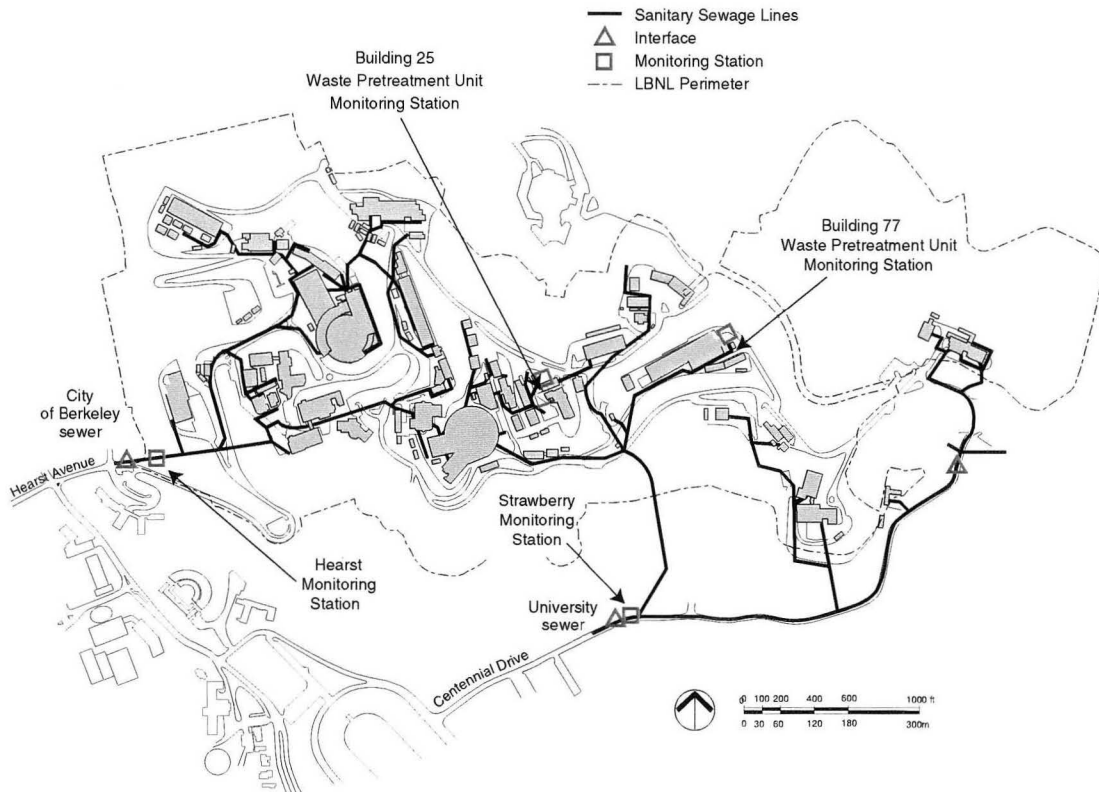 Sanitary Sewage Lines
Interface
Monitoring Station
LBNL Perimeter
Building 25
Waste Pretreatment Unit
Monitoring Station
Building 77
Waste Pretreatment Unit
Monitoring Station
City
of Berkeley
sewer
Hearst Avenue
Hearst
Monitoring
Station
Strawberry
Monitoring
Station
University
sewer
Centennial Drive
0 100 200 400 600 1000 ft
0 30 60 120 180 300m